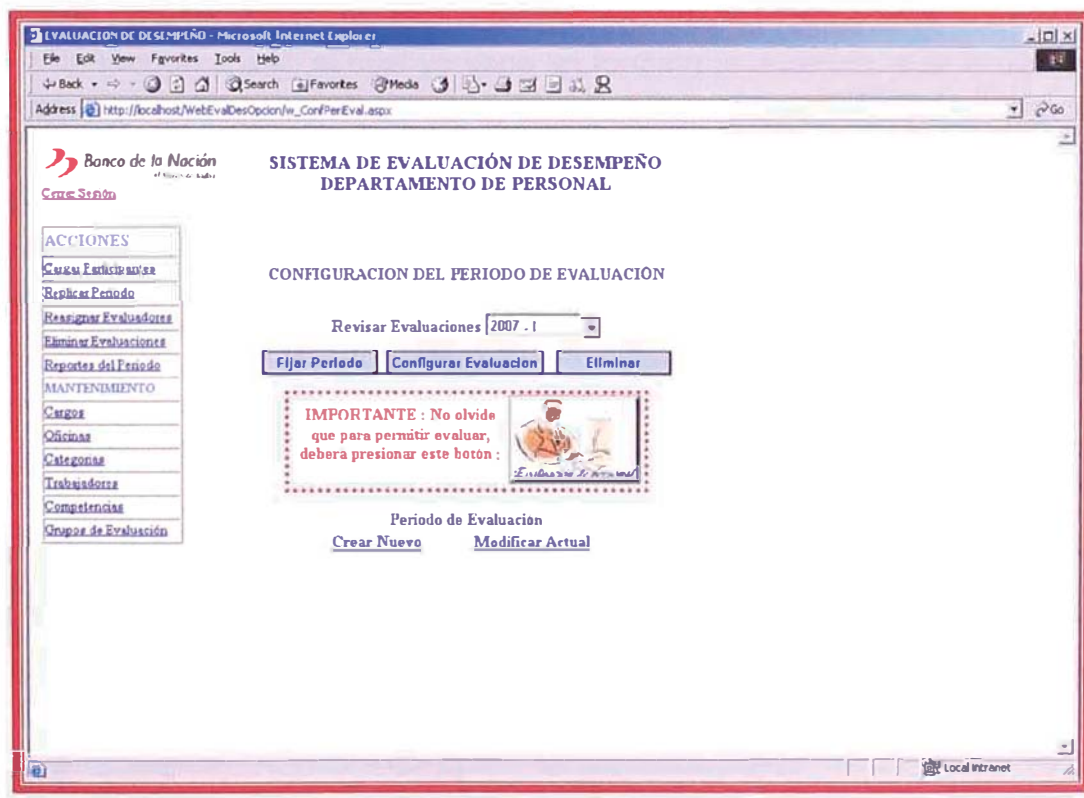 EVALUACION DE DESEMPEÑO - Microsoft Internet Explorer
File Edit View Favorites Tools Help
Back Search Favorites Media
Address http://localhost/WebEvalDesOpcion/w_ConfPerEval.aspx Go
Banco de la Nación
Cerrar Sesión
SISTEMA DE EVALUACIÓN DE DESEMPEÑO
DEPARTAMENTO DE PERSONAL
ACCIONES
Cargar Participantes
Replicar Periodo
Reasignar Evaluadores
Eliminar Evaluaciones
Reportes del Periodo
MANTENIMIENTO
Cargos
Oficinas
Categorias
Trabajadores
Competencias
Grupos de Evaluación
CONFIGURACION DEL PERIODO DE EVALUACIÓN
Revisar Evaluaciones 2007 - I
Fijar Periodo Configurar Evaluacion Eliminar
IMPORTANTE : No olvide
que para permitir evaluar,
debera presionar este botón :
Periodo de Evaluación
Crear Nuevo Modificar Actual
Local intranet